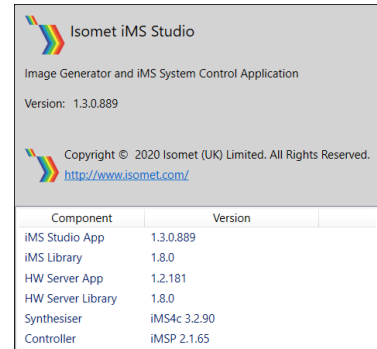 Isomet iMS Studio
Image Generator and iMS System Control Application
Version: 1.3.0.889
Copyright © 2020 Isomet (UK) Limited. All Rights Reserved.
http://www.isomet.com/
Component Version
iMS Studio App 1.3.0.889
iMS Library 1.8.0
HW Server App 1.2.181
HW Server Library 1.8.0
Synthesiser iMS4c 3.2.90
Controller iMSP 2.1.65